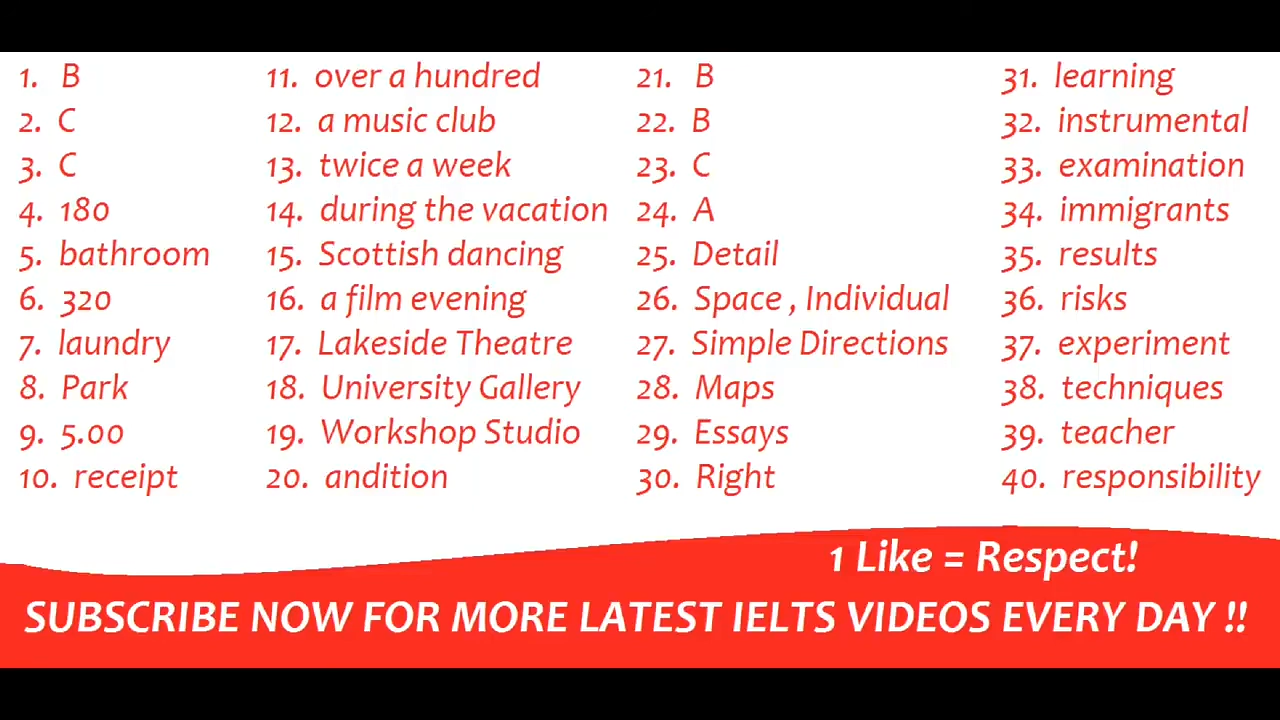 1. B
2. C
3. C
4. 180
5. bathroom
6. 320
7. laundry
8. Park
9. 5.00
10. receipt
11. over a hundred
12. a music club
13. twice a week
14. during the vacation
15. Scottish dancing
16. a film evening
17. Lakeside Theatre
18. University Gallery
19. Workshop Studio
20. andition
21. B
22. B
23. C
24. A
25. Detail
26. Space , Individual
27. Simple Directions
28. Maps
29. Essays
30. Right
31. learning
32. instrumental
33. examination
34. immigrants
35. results
36. risks
37. experiment
38. techniques
39. teacher
40. responsibility
1 Like = Respect!
SUBSCRIBE NOW FOR MORE LATEST IELTS VIDEOS EVERY DAY !!